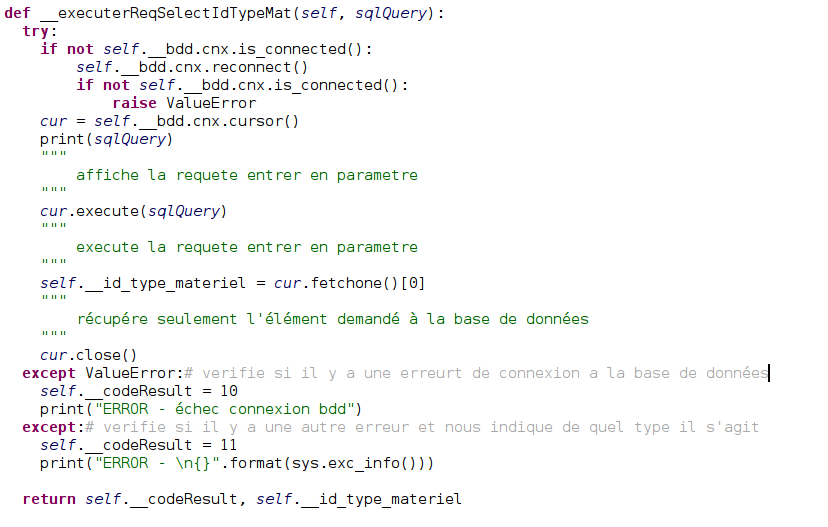 def __executerReqSelectIdTypeMat(self, sqlQuery):
try:
if not self.__bdd.cnx.is_connected():
self.__bdd.cnx.reconnect()
if not self.__bdd.cnx.is_connected():
raise ValueError
cur = self.__bdd.cnx.cursor()
print(sqlQuery)
"""
affiche la requete entrer en parametre
"""
cur.execute(sqlQuery)
"""
execute la requete entrer en parametre
"""
self.__id_type_materiel = cur.fetchone()[0]
"""
récupére seulement l'élément demandé à la base de données
"""
cur.close()
except ValueError:# verifie si il y a une erreurt de connexion a la base de données
self.__codeResult = 10
print("ERROR - échec connexion bdd")
except:# verifie si il y a une autre erreur et nous indique de quel type il s'agit
self.__codeResult = 11
print("ERROR - \n{}".format(sys.exc_info()))
return self.__codeResult, self.__id_type_materiel